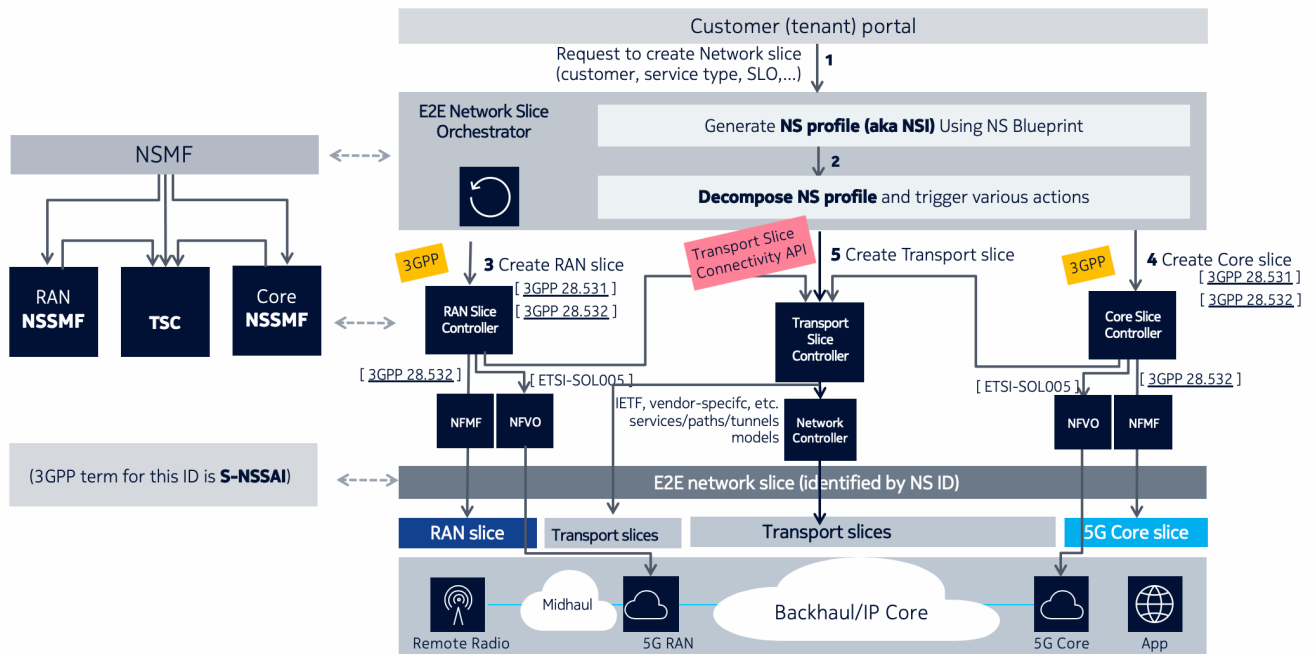 Customer (tenant) portal
Request to create Network slice
(customer, service type, SLO,...)
1
E2E Network Slice
Orchestrator
Generate NS profile (aka NSI) Using NS Blueprint
2
Decompose NS profile and trigger various actions
NSMF
RAN
NSSMF
TSC
Core
NSSMF
3GPP
3 Create RAN slice
[ 3GPP 28.531 ]
[ 3GPP 28.532 ]
Transport Slice
Connectivity API
5 Create Transport slice
3GPP
4 Create Core slice
[ 3GPP 28.531 ]
[ 3GPP 28.532 ]
RAN Slice
Controller
Transport
Slice
Controller
Core Slice
Controller
[ 3GPP 28.532 ]
[ ETSI-SOL005 ]
IETF, vendor-specifc, etc.
services/paths/tunnels
models
[ ETSI-SOL005 ]
[ 3GPP 28.532 ]
NFMF
NFVO
Network
Controller
NFVO
NFMF
(3GPP term for this ID is S-NSSAI)
E2E network slice (identified by NS ID)
RAN slice
Transport slices
Transport slices
5G Core slice
Midhaul
Backhaul/IP Core
Remote Radio
5G RAN
5G Core
App